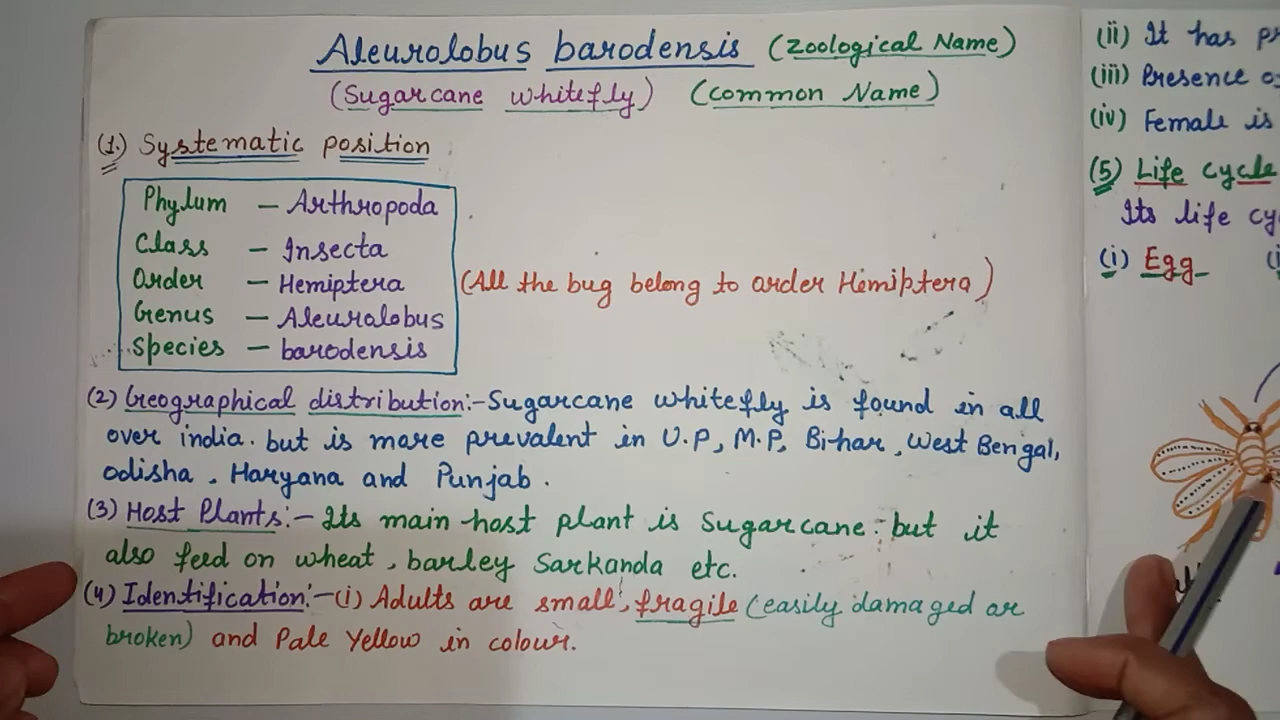 Aleurolobus barodensis (Zoological Name)
(Sugarcane whitefly) (Common Name)
(1.) Systematic position
Phylum - Arthropoda
Class - Insecta
Order - Hemiptera (All the bug belong to order Hemiptera)
Genus - Aleuralobus
Species - barodensis
(2) Geographical distribution:- Sugarcane whitefly is found in all
over india. but is more prevalent in U.P, M.P, Bihar, West Bengal,
odisha, Haryana and Punjab.
(3) Host Plants:- Its main host plant is Sugarcane. but it
also feed on wheat, barley Sarkanda etc.
(4) Identification:- (i) Adults are small, fragile (easily damaged or
broken) and Pale Yellow in colour.
(ii) It has
(iii) Presence
(iv) Female is
(5) Life cycle
Its life
(i) Egg